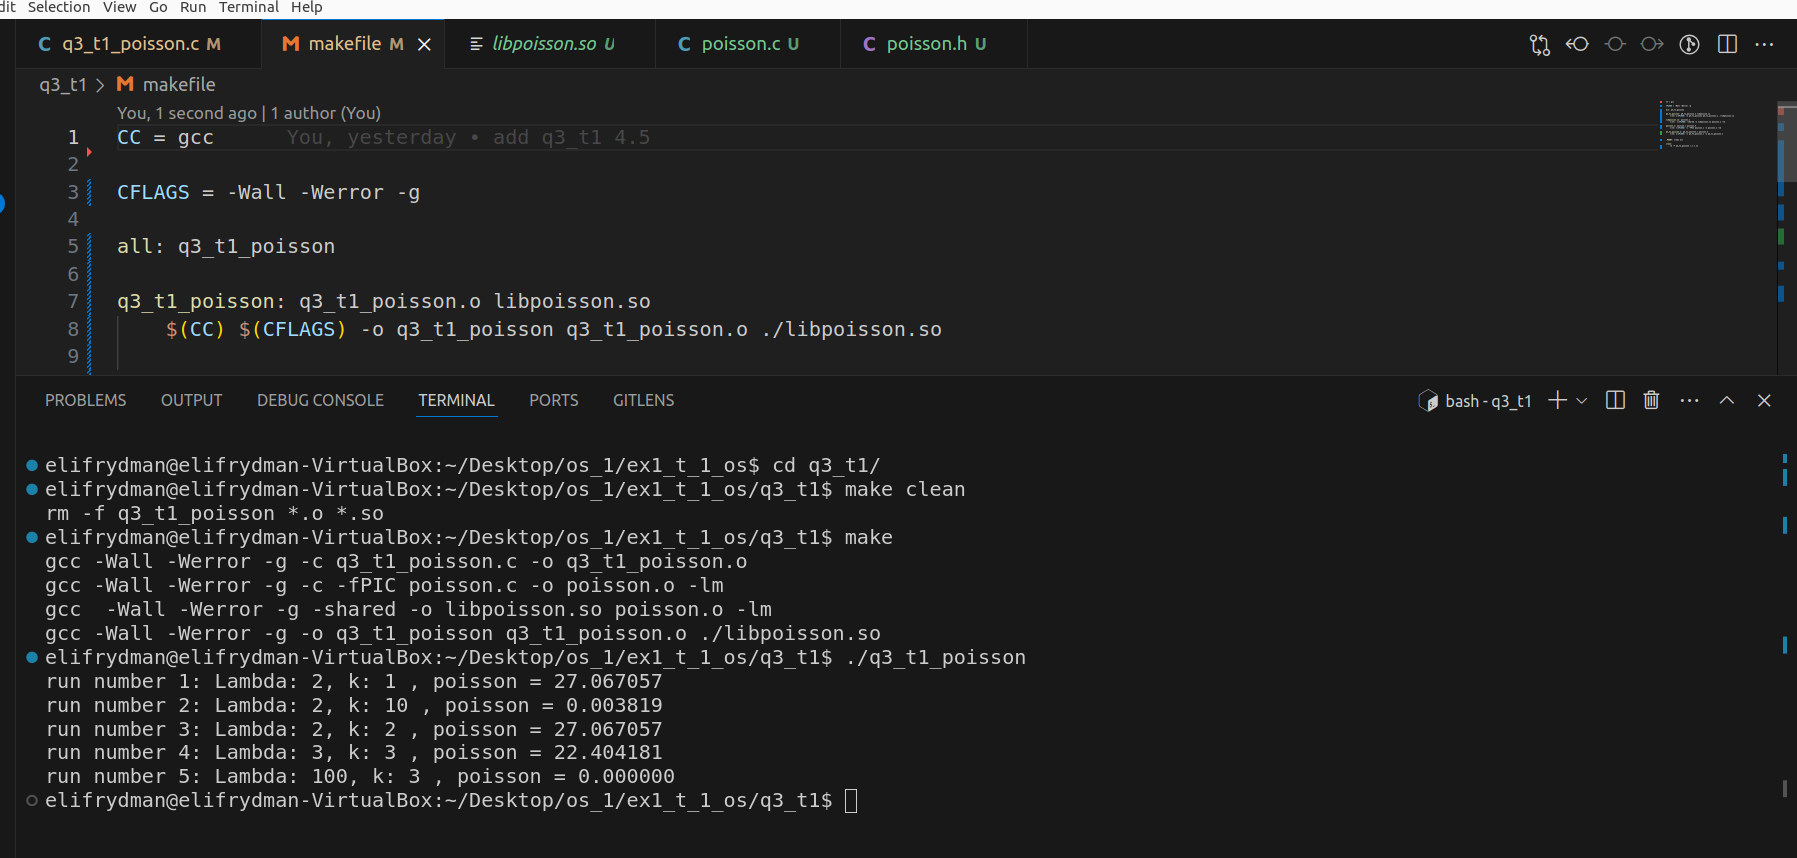 dit Selection View Go Run Terminal Help
q3_t1_poisson.c M makefile M libpoisson.so U poisson.c U poisson.h U
q3_t1 > makefile
You, 1 second ago | 1 author (You)
1 CC = gcc You, yesterday • add q3_t1 4.5
2
3 CFLAGS = -Wall -Werror -g
4
5 all: q3_t1_poisson
6
7 q3_t1_poisson: q3_t1_poisson.o libpoisson.so
8 $(CC) $(CFLAGS) -o q3_t1_poisson q3_t1_poisson.o ./libpoisson.so
9
PROBLEMS OUTPUT DEBUG CONSOLE TERMINAL PORTS GITLENS bash - q3_t1
elifrydman@elifrydman-VirtualBox:~/Desktop/os_1/ex1_t_1_os$ cd q3_t1/
elifrydman@elifrydman-VirtualBox:~/Desktop/os_1/ex1_t_1_os/q3_t1$ make clean
rm -f q3_t1_poisson *.o *.so
elifrydman@elifrydman-VirtualBox:~/Desktop/os_1/ex1_t_1_os/q3_t1$ make
gcc -Wall -Werror -g -c q3_t1_poisson.c -o q3_t1_poisson.o
gcc -Wall -Werror -g -c -fPIC poisson.c -o poisson.o -lm
gcc  -Wall -Werror -g -shared -o libpoisson.so poisson.o -lm
gcc -Wall -Werror -g -o q3_t1_poisson q3_t1_poisson.o ./libpoisson.so
elifrydman@elifrydman-VirtualBox:~/Desktop/os_1/ex1_t_1_os/q3_t1$ ./q3_t1_poisson
run number 1: Lambda: 2, k: 1 , poisson = 27.067057
run number 2: Lambda: 2, k: 10 , poisson = 0.003819
run number 3: Lambda: 2, k: 2 , poisson = 27.067057
run number 4: Lambda: 3, k: 3 , poisson = 22.404181
run number 5: Lambda: 100, k: 3 , poisson = 0.000000
elifrydman@elifrydman-VirtualBox:~/Desktop/os_1/ex1_t_1_os/q3_t1$